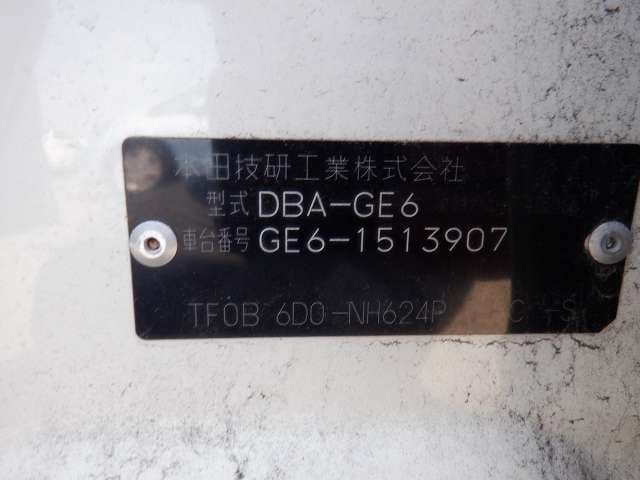 本田技研工業株式会社
型式 DBA-GE6
車台番号 GE6-1513907
TF0B 6D0-NH624P C -S